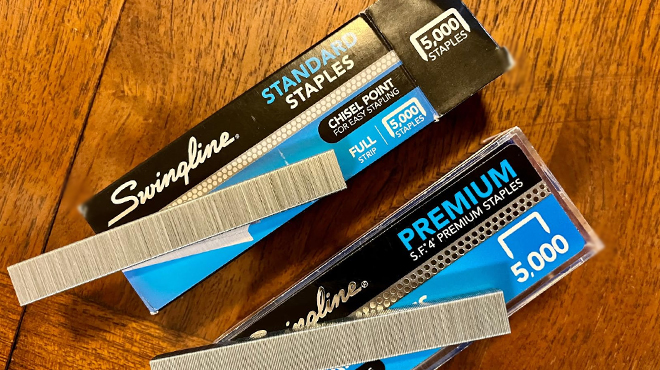 5,000
STAPLES
STANDARD
STAPLES
CHISEL POINT
FOR EASY STAPLING
FULL
STRIP
5,000
STAPLES
Swingline®
PREMIUM
S.F.® 4® PREMIUM STAPLES
5,000
Swingline®